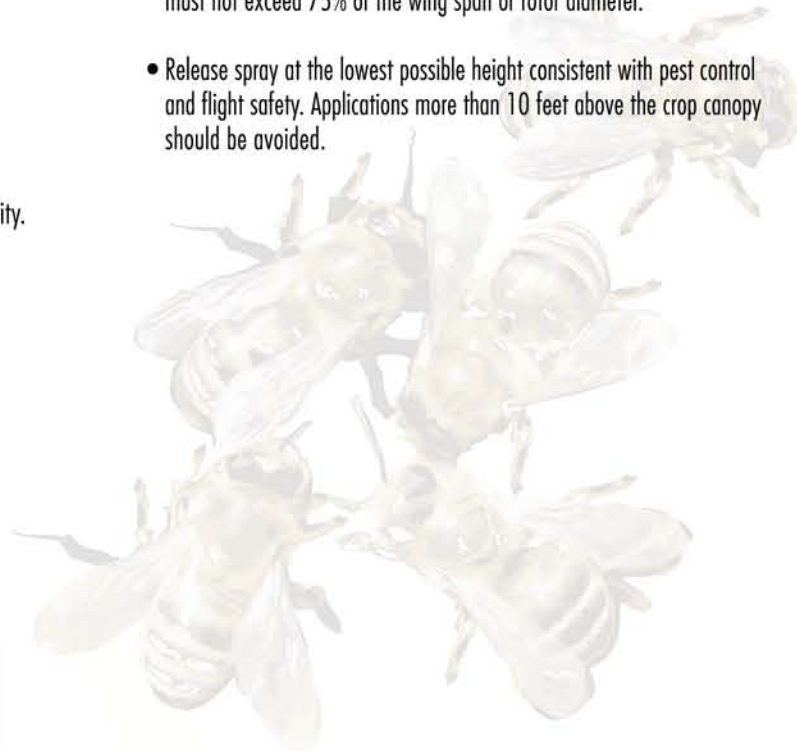 must not exceed 75% of the wing span or rotor diameter.
• Release spray at the lowest possible height consistent with pest control
and flight safety. Applications more than 10 feet above the crop canopy
should be avoided.
ity.